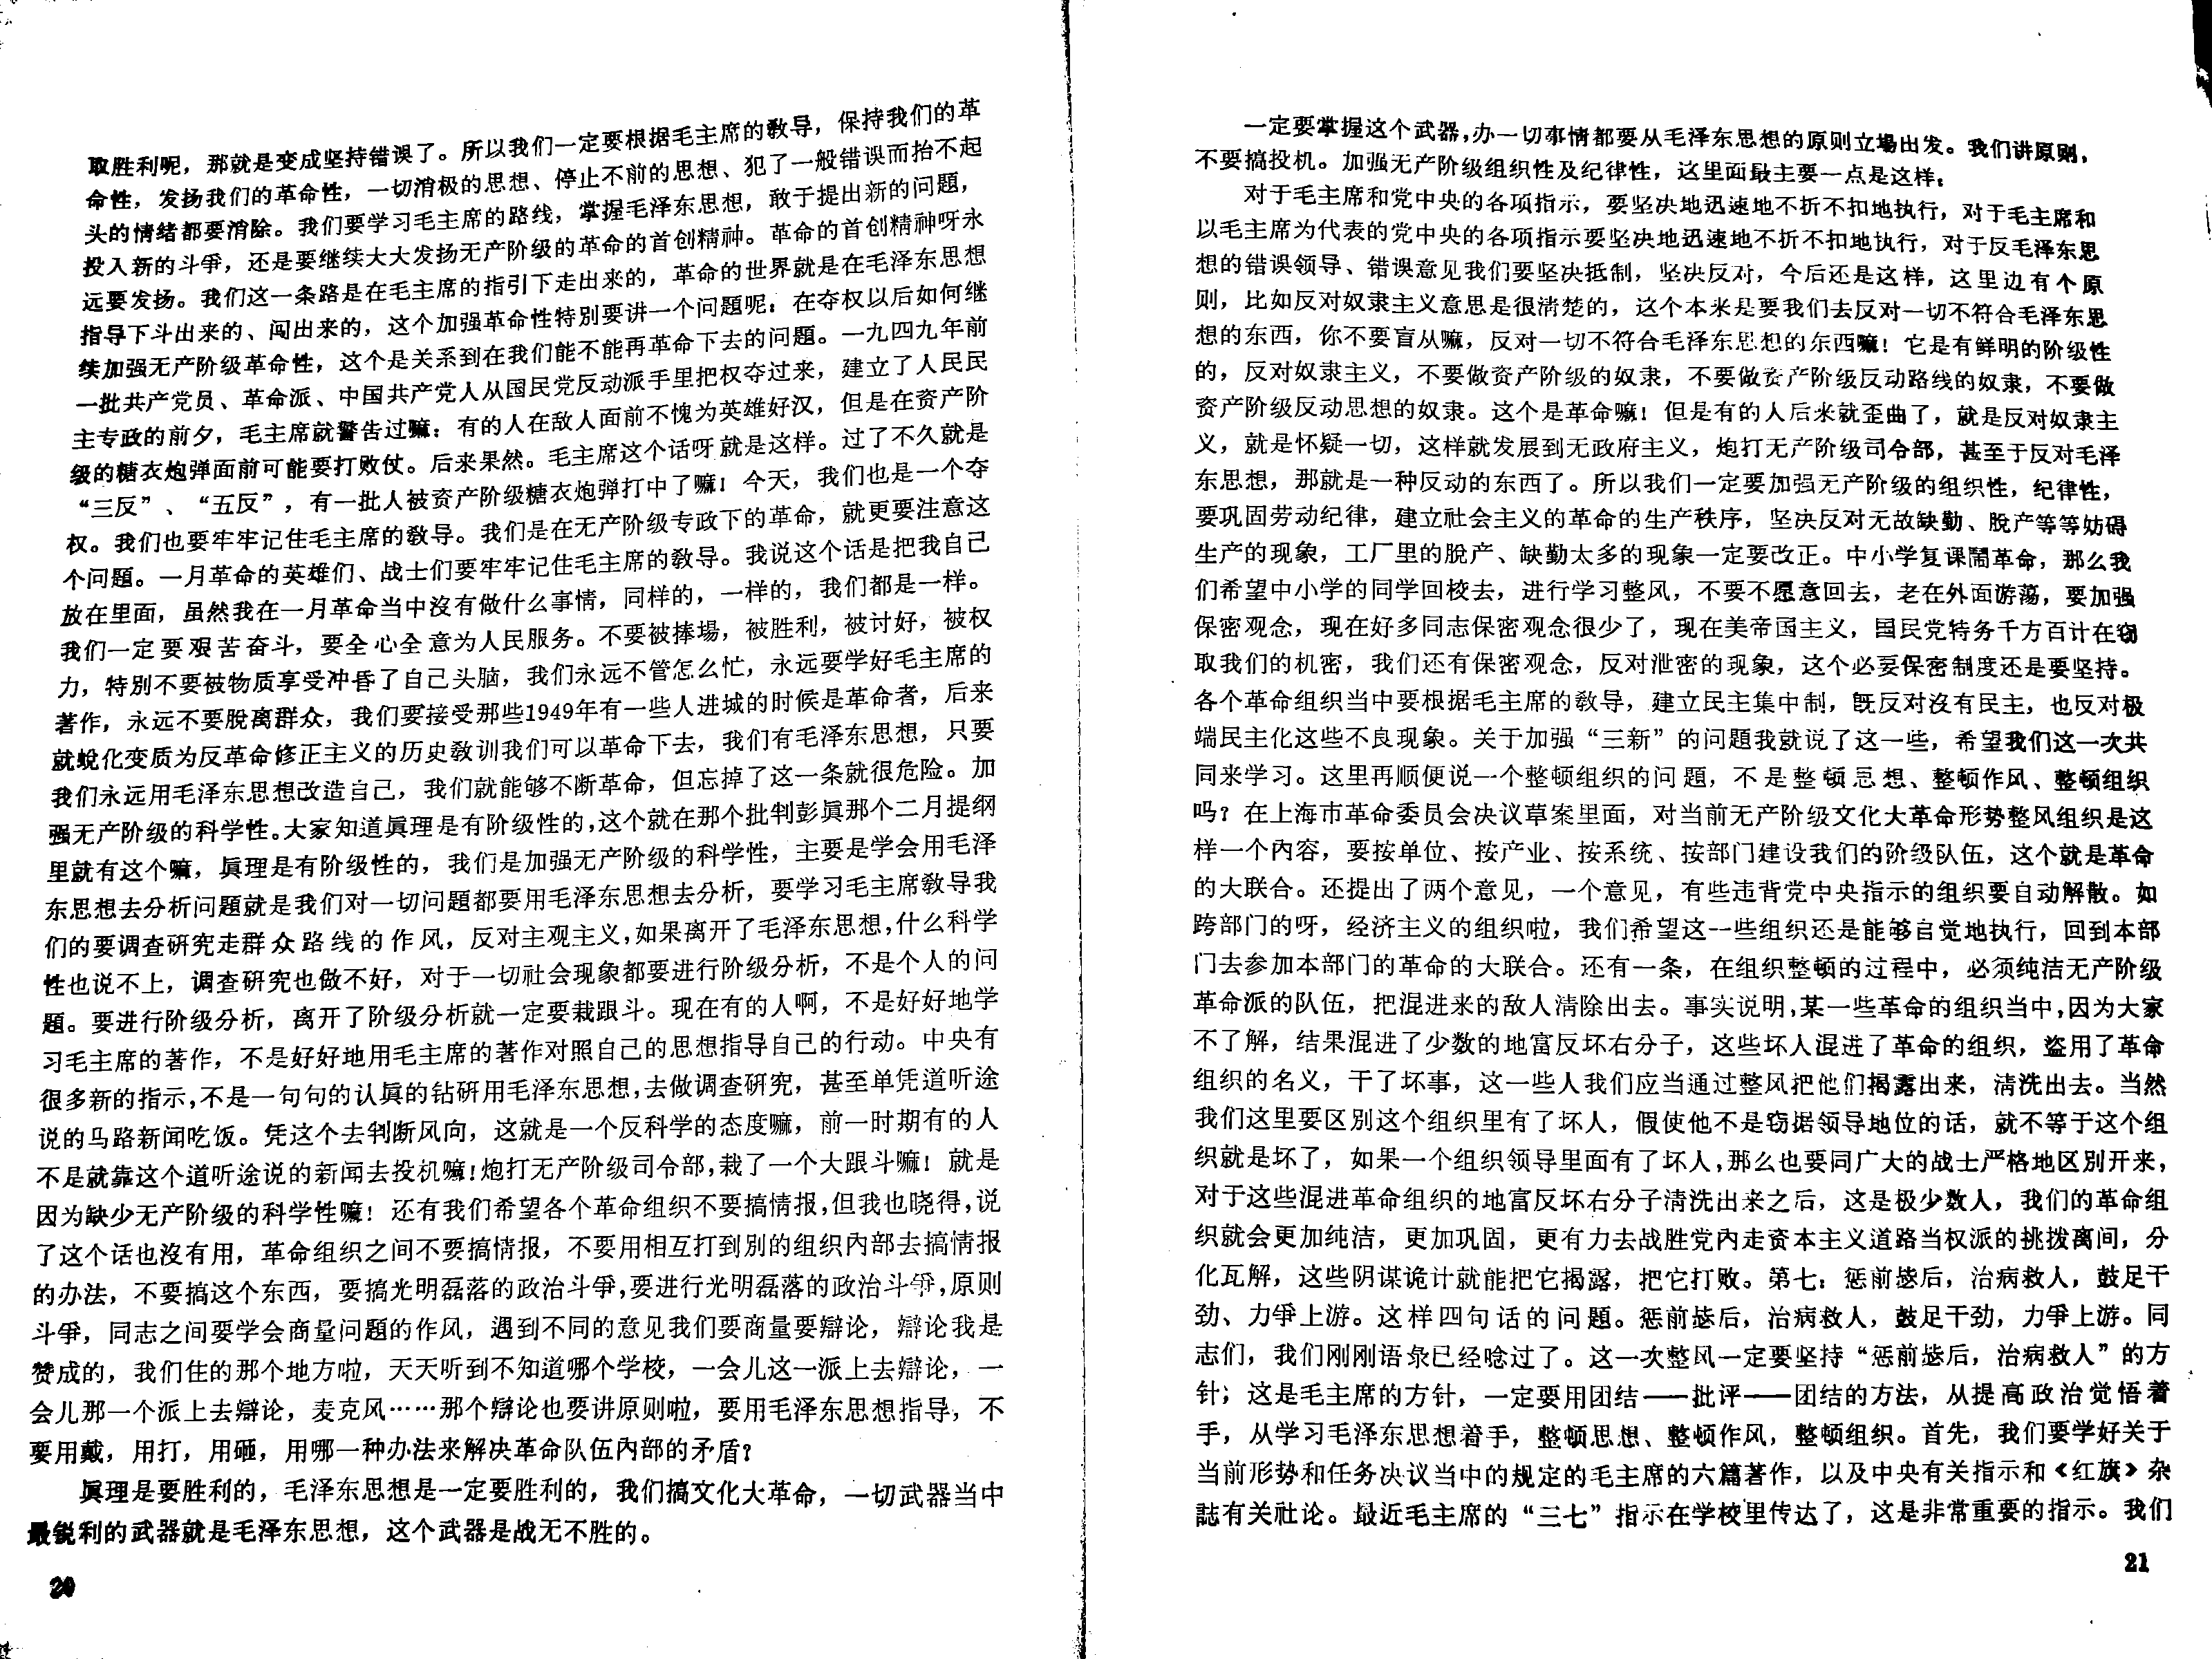 取胜利呢，那就是变成坚持错误了。所以我们一定要根据毛主席的教导，保持我们的革
命性，发扬我们的革命性，一切消极的思想、停止不前的思想、犯了一般错误而抬不起
头的情绪都要消除。我们要学习毛主席的路线，掌握毛泽东思想，敢于提出新的问题，
投入新的斗爭，还是要继续大大发扬无产阶级的革命的首创精神。革命的首创精神呀永
远要发扬。我们这一条路是在毛主席的指引下走出来的，革命的世界就是在毛泽东思想
指导下斗出来的、闯出来的，这个加强革命性特别要讲一个问题呢：在夺权以后如何继
续加强无产阶级革命性，这个是关系到在我们能不能再革命下去的问题。一九四九年前
一批共产党员、革命派、中国共产党人从国民党反动派手里把权夺过来，建立了人民民
主专政的前夕，毛主席就警告过嘛：有的人在敌人面前不愧为英雄好汉，但是在资产阶
级的糖衣炮弹面前可能要打败仗。后来果然。毛主席这个话呀就是这样。过了不久就是
“三反”、“五反”，有一批人被资产阶级糖衣炮弹打中了嘛！今天，我们也是一个夺
权。我们也要牢牢记住毛主席的敎导。我们是在无产阶级专政下的革命，就更要注意这
个问题。一月革命的英雄们、战士们要牢牢记住毛主席的敎导。我说这个话是把我自己
放在里面，虽然我在一月革命当中沒有做什么事情，同样的，一样的，我们都是一样。
我们一定要艰苦奋斗，要全心全意为人民服务。不要被捧場，被胜利，被讨好，被权
力，特别不要被物质享受冲昏了自己头脑，我们永远不管怎么忙，永远要学好毛主席的
著作，永远不要脫离群众，我们要接受那些1949年有一些人进城的时候是革命者，后来
就蜕化变质为反革命修正主义的历史敎训我们可以革命下去，我们有毛泽东思想，只要
我们永远用毛泽东思想改造自己，我们就能够不断革命，但忘掉了这一条就很危险。加
强无产阶级的科学性。大家知道眞理是有阶级性的，这个就在那个批判彭眞那个二月提纲
里就有这个嘛，眞理是有阶级性的，我们是加强无产阶级的科学性，主要是学会用毛泽
东思想去分析问题就是我们对一切问题都要用毛泽东思想去分析，要学习毛主席敎导我
们的要调查研究走群众路线的作风，反对主观主义，如果离开了毛泽东思想，什么科学
性也说不上，调查研究也做不好，对于一切社会现象都要进行阶级分析，不是个人的问
题。要进行阶级分析，离开了阶级分析就一定要栽跟斗。现在有的人啊，不是好好地学
习毛主席的著作，不是好好地用毛主席的著作对照自己的思想指导自己的行动。中央有
很多新的指示，不是一句句的认眞的钻研用毛泽东思想，去做调查研究，甚至单凭道听途
说的马路新闻吃饭。凭这个去判断风向，这就是一个反科学的态度嘛，前一时期有的人
不是就靠这个道听途说的新闻去投机嘛！炮打无产阶级司令部，栽了一个大跟斗嘛！就是
因为缺少无产阶级的科学性嘛！还有我们希望各个革命组织不要搞情报，但我也晓得，说
了这个话也沒有用，革命组织之间不要搞情报，不要用相互打到別的组织內部去搞情报
的办法，不要搞这个东西，要搞光明磊落的政治斗爭，要进行光明磊落的政治斗爭，原则
斗爭，同志之间要学会商量问题的作风，遇到不同的意见我们要商量要辯论，辯论我是
赞成的，我们住的那个地方啦，天天听到不知道哪个学校，一会儿这一派上去辯论，一
会儿那一个派上去辯论，麦克风……那个辯论也要讲原则啦，要用毛泽东思想指导，不
要用戴，用打，用砸，用哪一种办法来解决革命队伍內部的矛盾？
眞理是要胜利的，毛泽东思想是一定要胜利的，我们搞文化大革命，一切武器当中
最锐利的武器就是毛泽东思想，这个武器是战无不胜的。
20
一定要掌握这个武器，办一切事情都要从毛泽东思想的原则立場出发。我们讲原则，
不要搞投机。加强无产阶级组织性及纪律性，这里面最主要一点是这样：
对于毛主席和党中央的各项指示，要坚决地迅速地不折不扣地执行，对于毛主席和
以毛主席为代表的党中央的各项指示要坚决地迅速地不折不扣地执行，对于反毛泽东思
想的错误领导、错误意见我们要坚决抵制，坚决反对，今后还是这样，这里边有个原
则，比如反对奴隶主义意思是很清楚的，这个本来是要我们去反对一切不符合毛泽东思
想的东西，你不要盲从嘛，反对一切不符合毛泽东思想的东西嘛！它是有鲜明的阶级性
的，反对奴隶主义，不要做资产阶级的奴隶，不要做资产阶级反动路线的奴隶，不要做
资产阶级反动思想的奴隶。这个是革命嘛！但是有的人后来就歪曲了，就是反对奴隶主
义，就是怀疑一切，这样就发展到无政府主义，炮打无产阶级司令部，甚至于反对毛泽
东思想，那就是一种反动的东西了。所以我们一定要加强无产阶级的组织性，纪律性，
要巩固劳动纪律，建立社会主义的革命的生产秩序，坚决反对无故缺勤、脫产等等妨碍
生产的现象，工厂里的脫产、缺勤太多的现象一定要改正。中小学复课鬧革命，那么我
们希望中小学的同学回校去，进行学习整风，不要不愿意回去，老在外面游荡，要加强
保密观念，现在好多同志保密观念很少了，现在美帝国主义，国民党特务千方百计在窃
取我们的机密，我们还有保密观念，反对泄密的现象，这个必要保密制度还是要坚持。
各个革命组织当中要根据毛主席的敎导，建立民主集中制，旣反对沒有民主，也反对极
端民主化这些不良现象。关于加强“三新”的问题我就说了这一些，希望我们这一次共
同来学习。这里再顺便说一个整顿组织的问题，不是整顿思想、整顿作风、整顿组织
吗？在上海市革命委员会决议草案里面，对当前无产阶级文化大革命形势整风组织是这
样一个內容，要按单位、按产业、按系统、按部门建设我们的阶级队伍，这个就是革命
的大联合。还提出了两个意见，一个意见，有些违背党中央指示的组织要自动解散。如
跨部门的呀，经济主义的组织啦，我们希望这一些组织还是能够自觉地执行，回到本部
门去参加本部门的革命的大联合。还有一条，在组织整顿的过程中，必须纯洁无产阶级
革命派的队伍，把混进来的敌人清除出去。事实说明，某一些革命的组织当中，因为大家
不了解，结果混进了少数的地富反坏右分子，这些坏人混进了革命的组织，盗用了革命
组织的名义，干了坏事，这一些人我们应当通过整风把他们揭露出来，清洗出去。当然
我们这里要区别这个组织里有了坏人，假使他不是窃据领导地位的话，就不等于这个组
织就是坏了，如果一个组织领导里面有了坏人，那么也要同广大的战士严格地区別开来，
对于这些混进革命组织的地富反坏右分子清洗出来之后，这是极少数人，我们的革命组
织就会更加纯洁，更加巩固，更有力去战胜党內走资本主义道路当权派的挑拨离间，分
化瓦解，这些阴谋诡计就能把它揭露，把它打败。第七：惩前毖后，治病救人，鼓足干
劲、力爭上游。这样四句话的问题。惩前毖后，治病救人，鼓足干劲，力爭上游。同
志们，我们刚刚语录已经唸过了。这一次整风一定要坚持“惩前毖后，治病救人”的方
针；这是毛主席的方针，一定要用团结——批评——团结的方法，从提高政治觉悟着
手，从学习毛泽东思想着手，整顿思想、整顿作风，整顿组织。首先，我们要学好关于
当前形势和任务决议当中的规定的毛主席的六篇著作，以及中央有关指示和《红旗》杂
誌有关社论。最近毛主席的“三七”指示在学校里传达了，这是非常重要的指示。我们
21